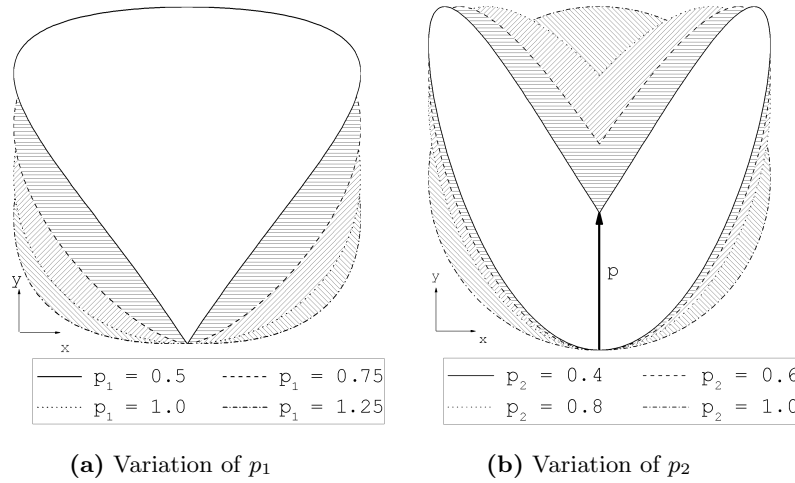 y
x
p₁ = 0.5 p₁ = 0.75
p₁ = 1.0 p₁ = 1.25
(a) Variation of p₁
p
y
x
p₂ = 0.4 p₂ = 0.6
p₂ = 0.8 p₂ = 1.0
(b) Variation of p₂